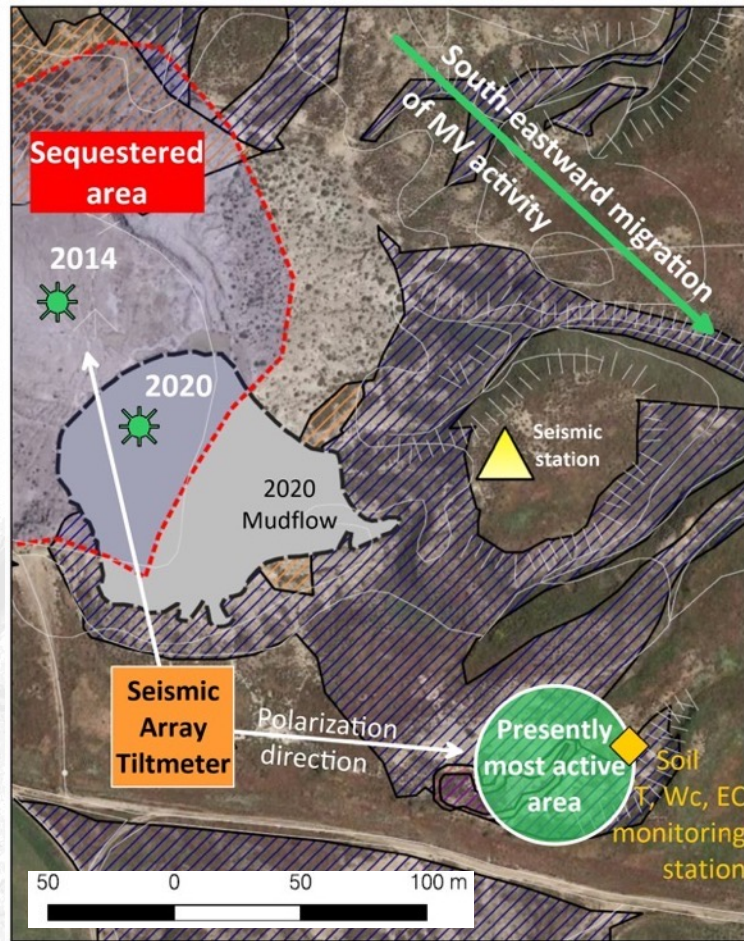 South-eastward migration
of MV activity
Sequestered
area
2014
2020
Seismic
station
2020
Mudflow
Seismic
Array
Tiltmeter
Polarization
direction
Presently
most active
area
Soil
T, Wc, EC
monitoring
station
50 0 50 100 m